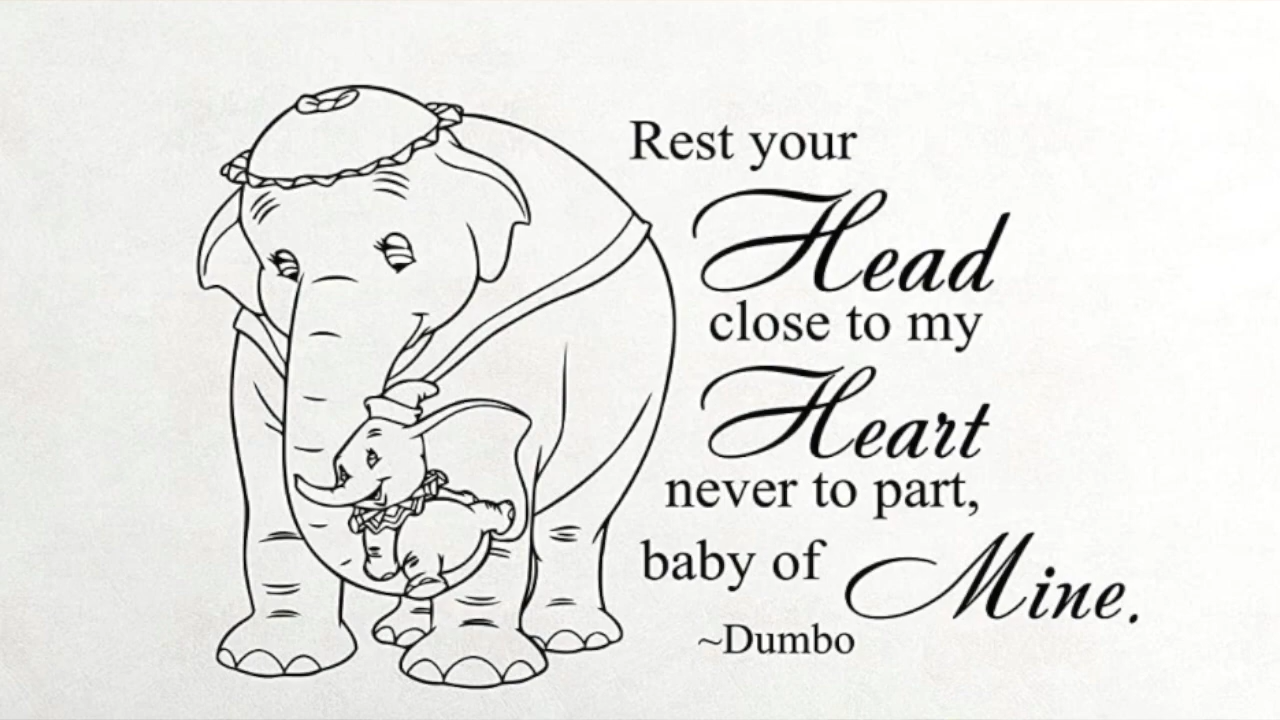 Rest your
Head
close to my
Heart
never to part,
baby of Mine.
~Dumbo